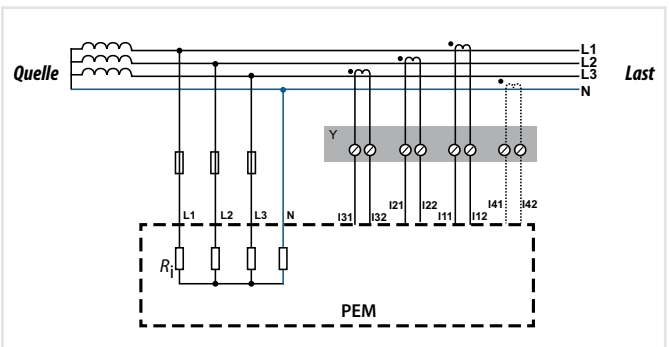 L1
L2
Quelle L3 Last
N
Y
I41 I42
I21 I22 I11 I12
L1 L2 L3 N I31 I32
Ri
PEM